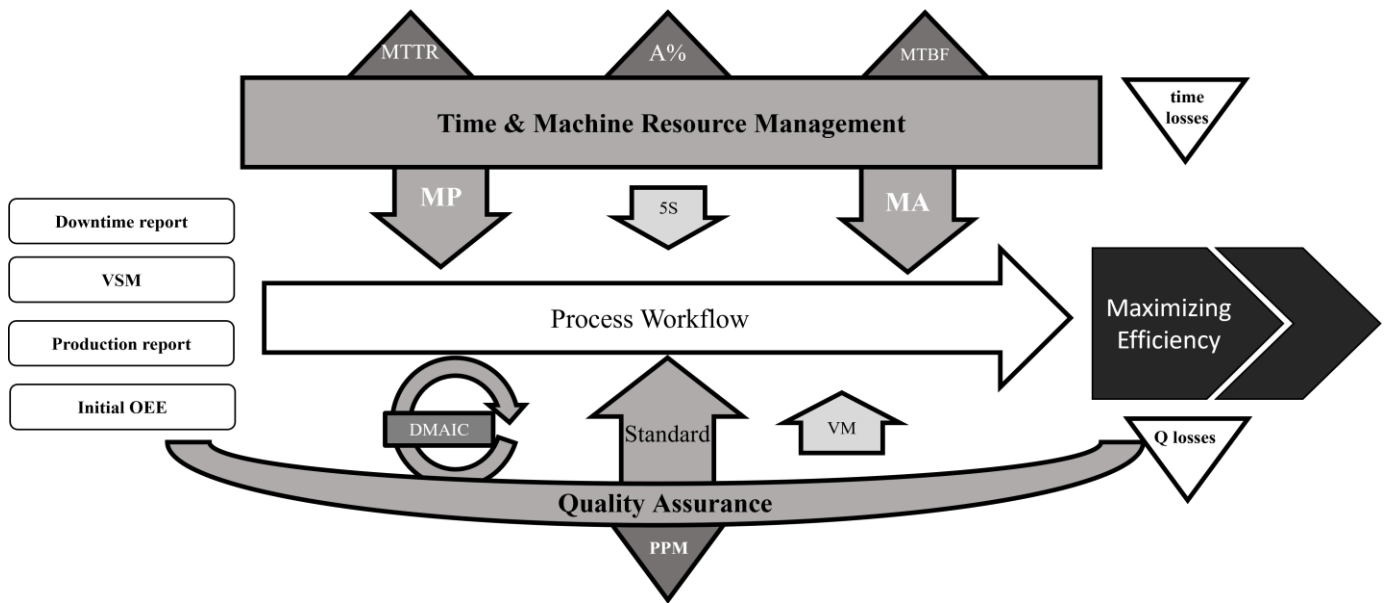 MTTR
A%
MTBF
Time & Machine Resource Management
time
losses
MP
5S
MA
Downtime report
VSM
Production report
Initial OEE
Process Workflow
Maximizing
Efficiency
DMAIC
Standard
VM
Q losses
Quality Assurance
PPM